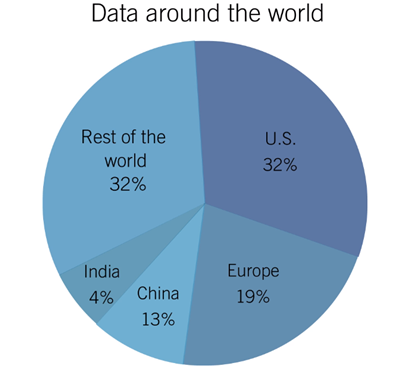 Data around the world
U.S.
32%
Europe
19%
China
13%
India
4%
Rest of the
world
32%